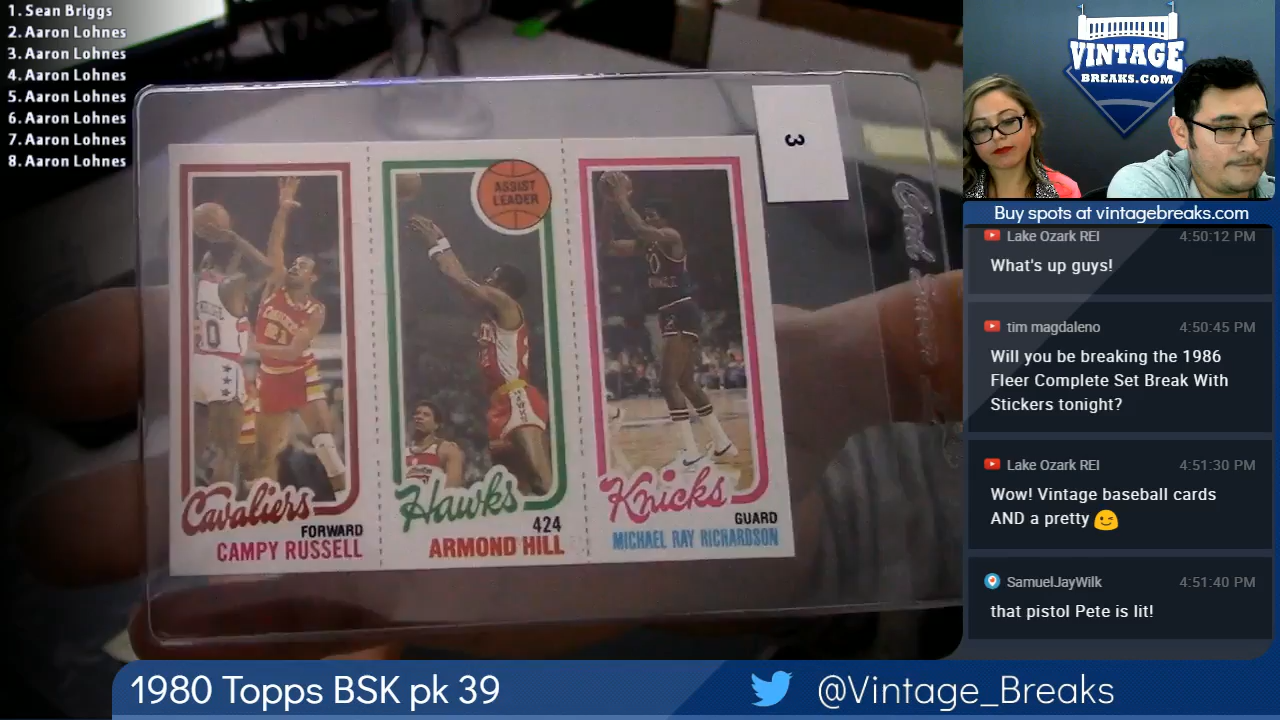 1. Sean Briggs
2. Aaron Lohnes
3. Aaron Lohnes
4. Aaron Lohnes
5. Aaron Lohnes
6. Aaron Lohnes
7. Aaron Lohnes
8. Aaron Lohnes
3
ASSIST
LEADER
Cavaliers
FORWARD
CAMPY RUSSELL
Hawks
424
ARMOND HILL
Knicks
GUARD
MICHAEL RAY RICHARDSON
VINTAGE
BREAKS.COM
Buy spots at vintagebreaks.com
Lake Ozark REI 4:50:12 PM
What's up guys!
tim magdaleno 4:50:45 PM
Will you be breaking the 1986
Fleer Complete Set Break With
Stickers tonight?
Lake Ozark REI 4:51:30 PM
Wow! Vintage baseball cards
AND a pretty 😉
SamuelJayWilk 4:51:40 PM
that pistol Pete is lit!
1980 Topps BSK pk 39
@Vintage_Breaks